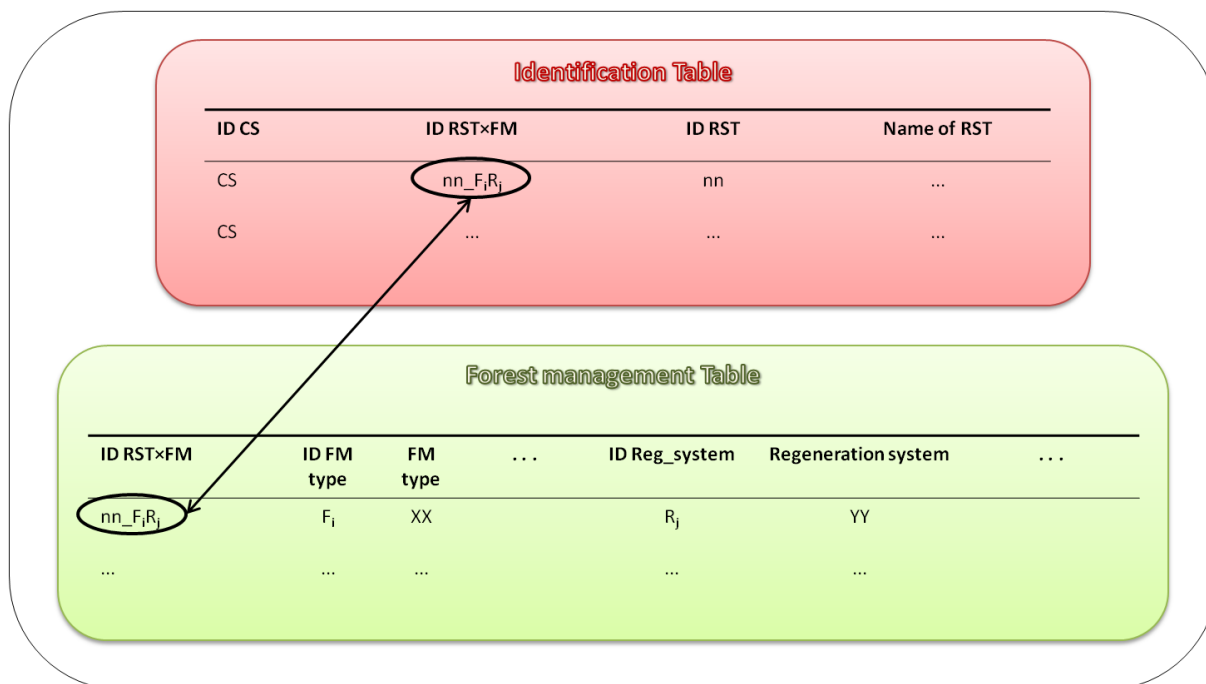 Identification Table
ID CS ID RST×FM ID RST Name of RST
CS nn_FiRj nn ...
CS ... ... ...
Forest management Table
ID RST×FM ID FM type FM type ... ID Reg_system Regeneration system ...
nn_FiRj Fi XX Rj YY
... ... ... ... ...